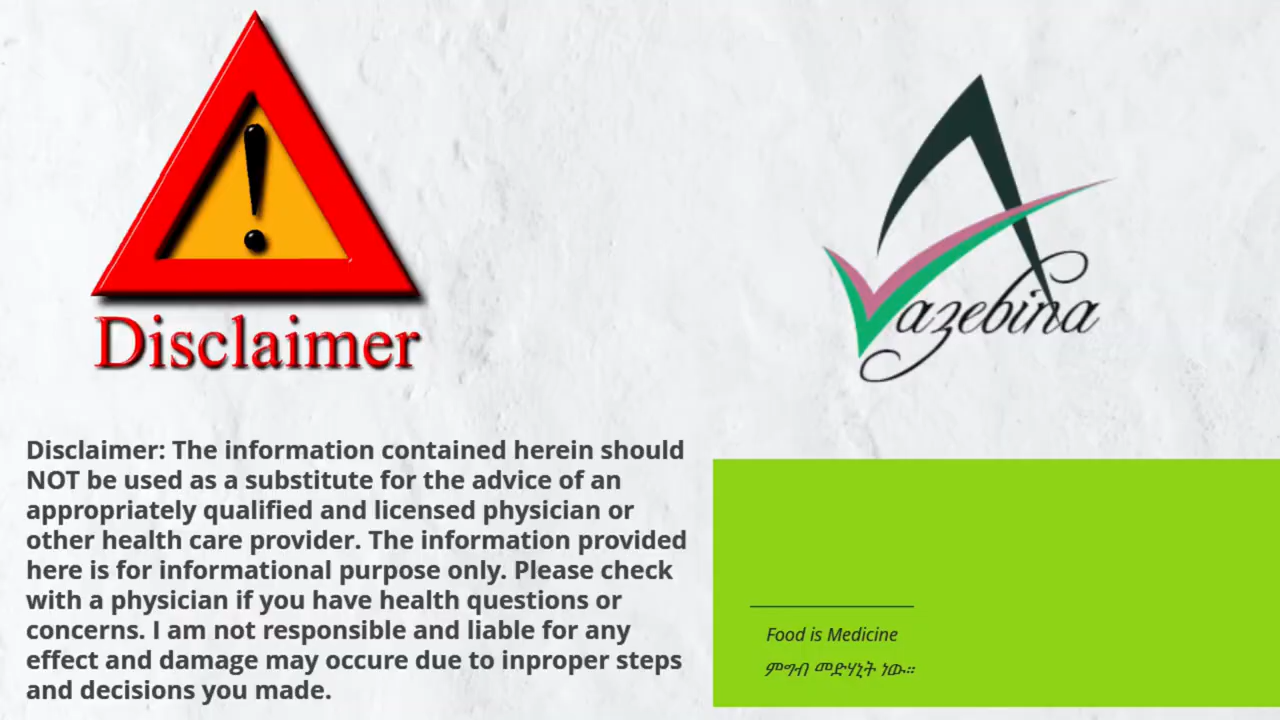 Disclaimer
Disclaimer: The information contained herein should
NOT be used as a substitute for the advice of an
appropriately qualified and licensed physician or
other health care provider. The information provided
here is for informational purpose only. Please check
with a physician if you have health questions or
concerns. I am not responsible and liable for any
effect and damage may occure due to inproper steps
and decisions you made.
azebina
Food is Medicine
ምግብ መድሃኒት ነው።